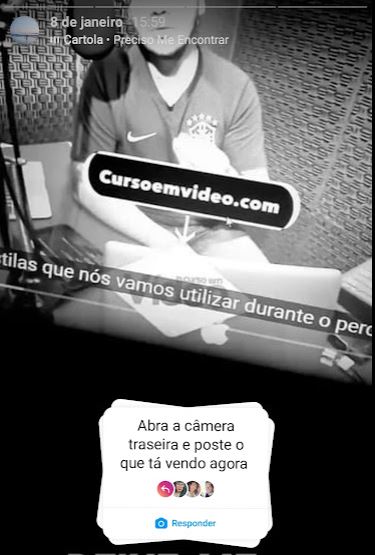 8 de janeiro 15:59
Cartola • Preciso Me Encontrar
Cursoemvideo.com
tilas que nós vamos utilizar durante o perc
Abra a câmera
traseira e poste o
que tá vendo agora
Responder